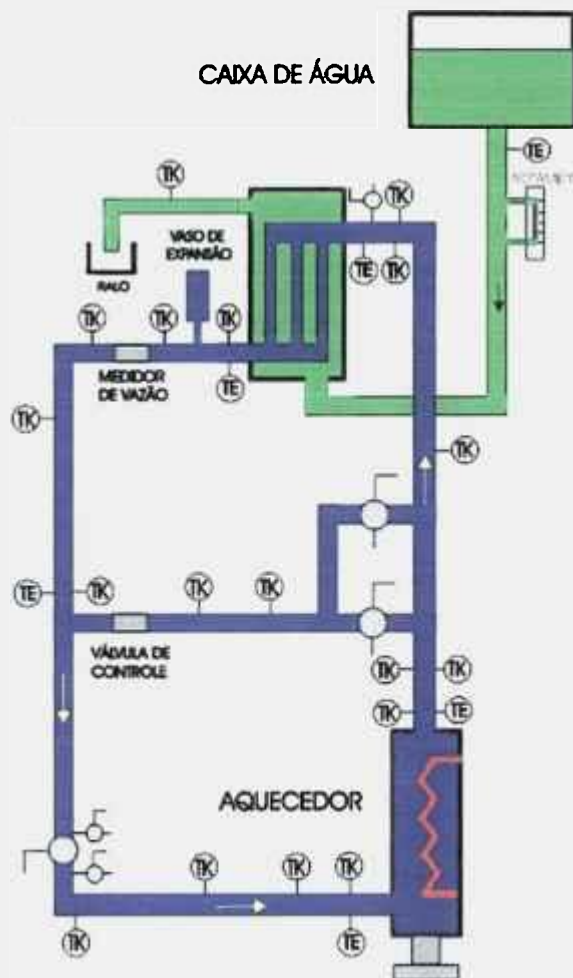 CAIXA DE ÁGUA
TE
TK
TK
VASO DE
EXPANSÃO
TE
TK
RALO
TK
TK
TK
MEDIDOR
DE VAZÃO
TE
TK
TK
TE
TK
TK
TK
VÁLVULA DE
CONTROLE
TK
TK
TK
TE
AQUECEDOR
TK
TK
TK
TK
TE